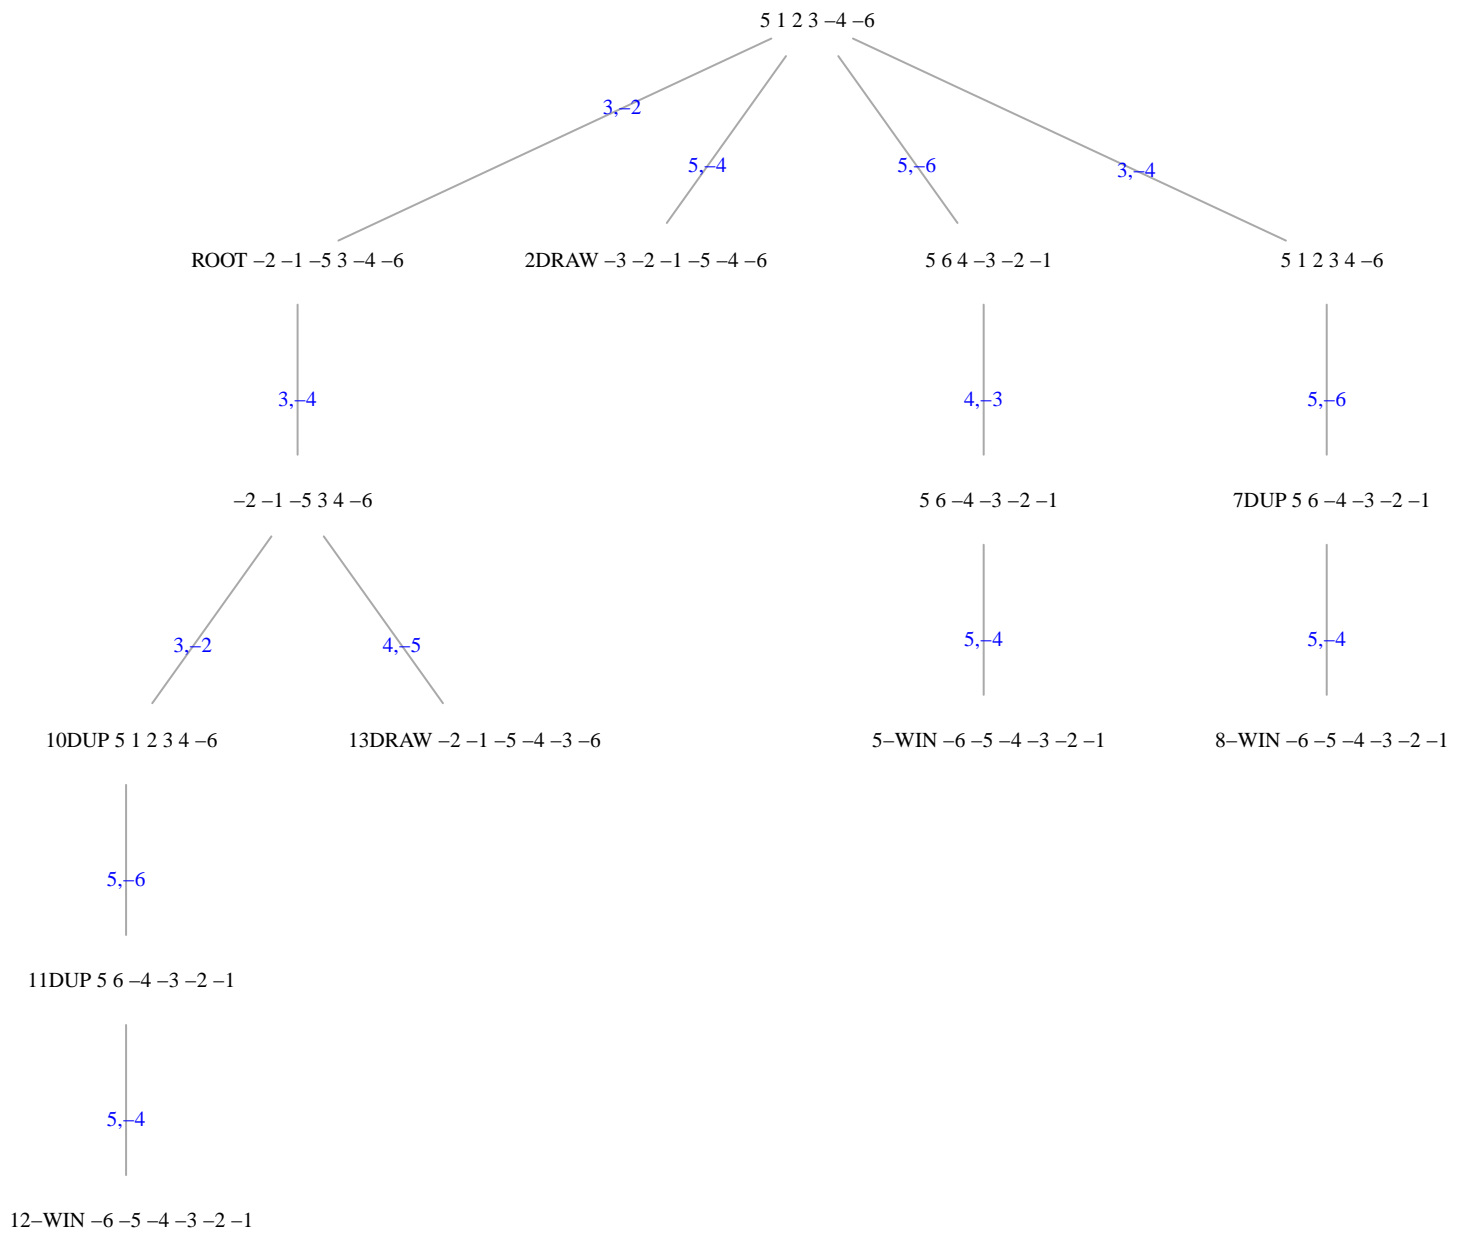 5 1 2 3 –4 –6
3,–2
5,–4
5,–6
3,–4
ROOT –2 –1 –5 3 –4 –6
2DRAW –3 –2 –1 –5 –4 –6
5 6 4 –3 –2 –1
5 1 2 3 4 –6
3,–4
4,–3
5,–6
–2 –1 –5 3 4 –6
5 6 –4 –3 –2 –1
7DUP 5 6 –4 –3 –2 –1
3,–2
4,–5
5,–4
5,–4
10DUP 5 1 2 3 4 –6
13DRAW –2 –1 –5 –4 –3 –6
5–WIN –6 –5 –4 –3 –2 –1
8–WIN –6 –5 –4 –3 –2 –1
5,–6
11DUP 5 6 –4 –3 –2 –1
5,–4
12–WIN –6 –5 –4 –3 –2 –1